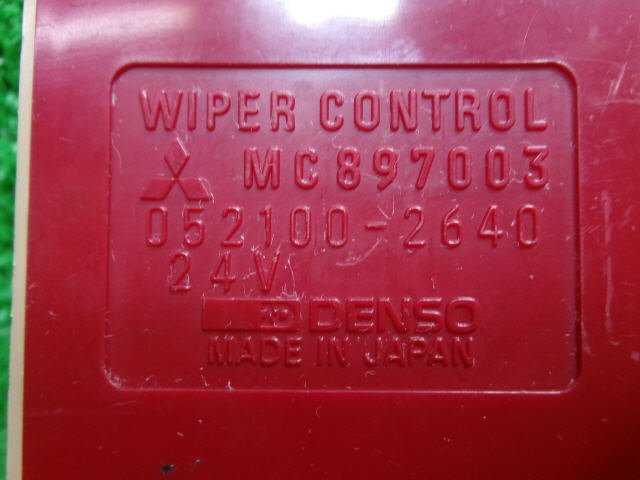 WIPER CONTROL
MC897003
052100-2640
24V
DENSO
MADE IN JAPAN